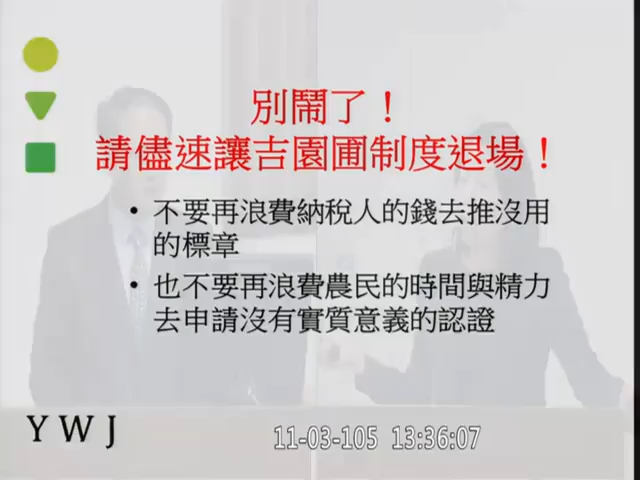 別鬧了！
請儘速讓吉園圃制度退場！
• 不要再浪費納稅人的錢去推沒用
的標章
• 也不要再浪費農民的時間與精力
去申請沒有實質意義的認證
Y W J
11-03-105 13:36:07